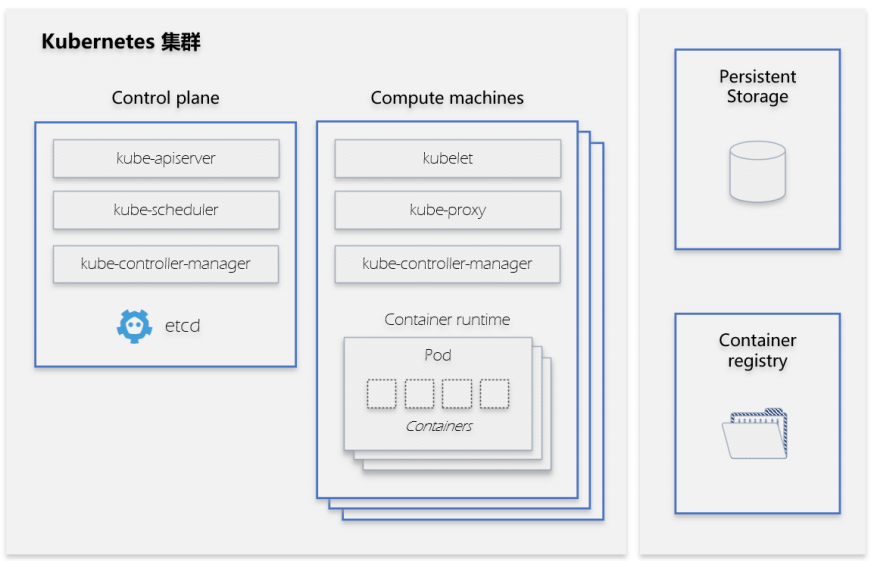 Kubernetes 集群
Control plane
kube-apiserver
kube-scheduler
kube-controller-manager
etcd
Compute machines
kubelet
kube-proxy
kube-controller-manager
Container runtime
Pod
Containers
Persistent
Storage
Container
registry